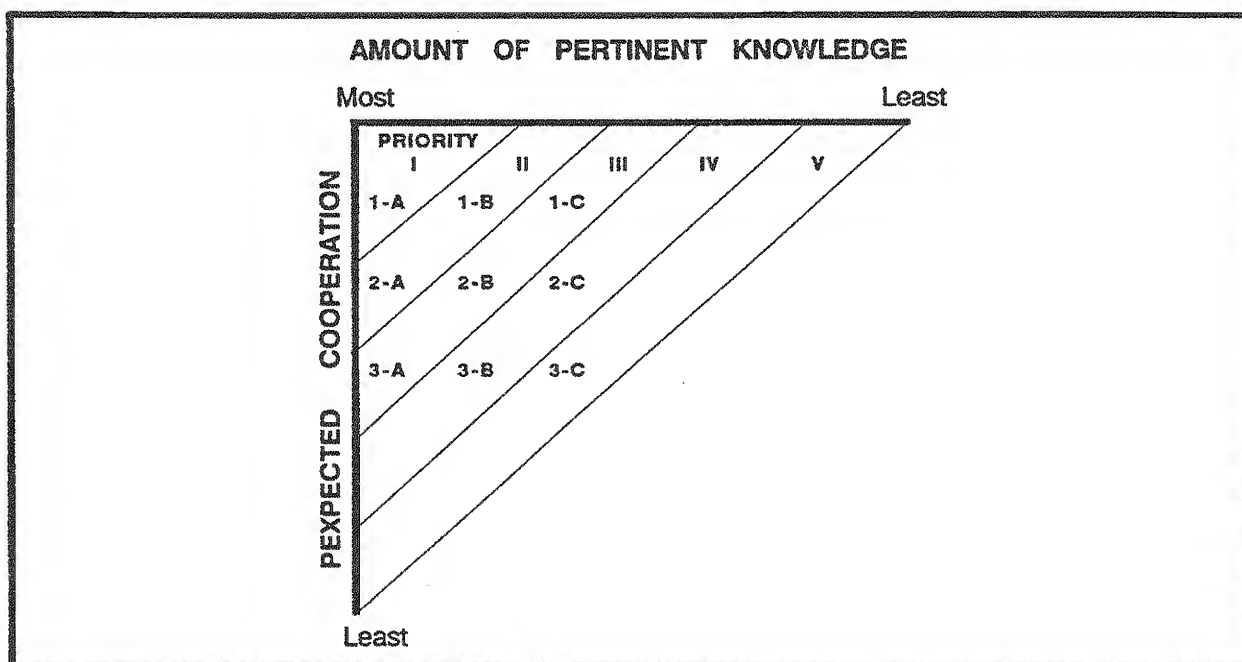 AMOUNT OF PERTINENT KNOWLEDGE
Most Least
PRIORITY
I II III IV V
1-A 1-B 1-C
2-A 2-B 2-C
3-A 3-B 3-C
PEXPECTED COOPERATION
Least